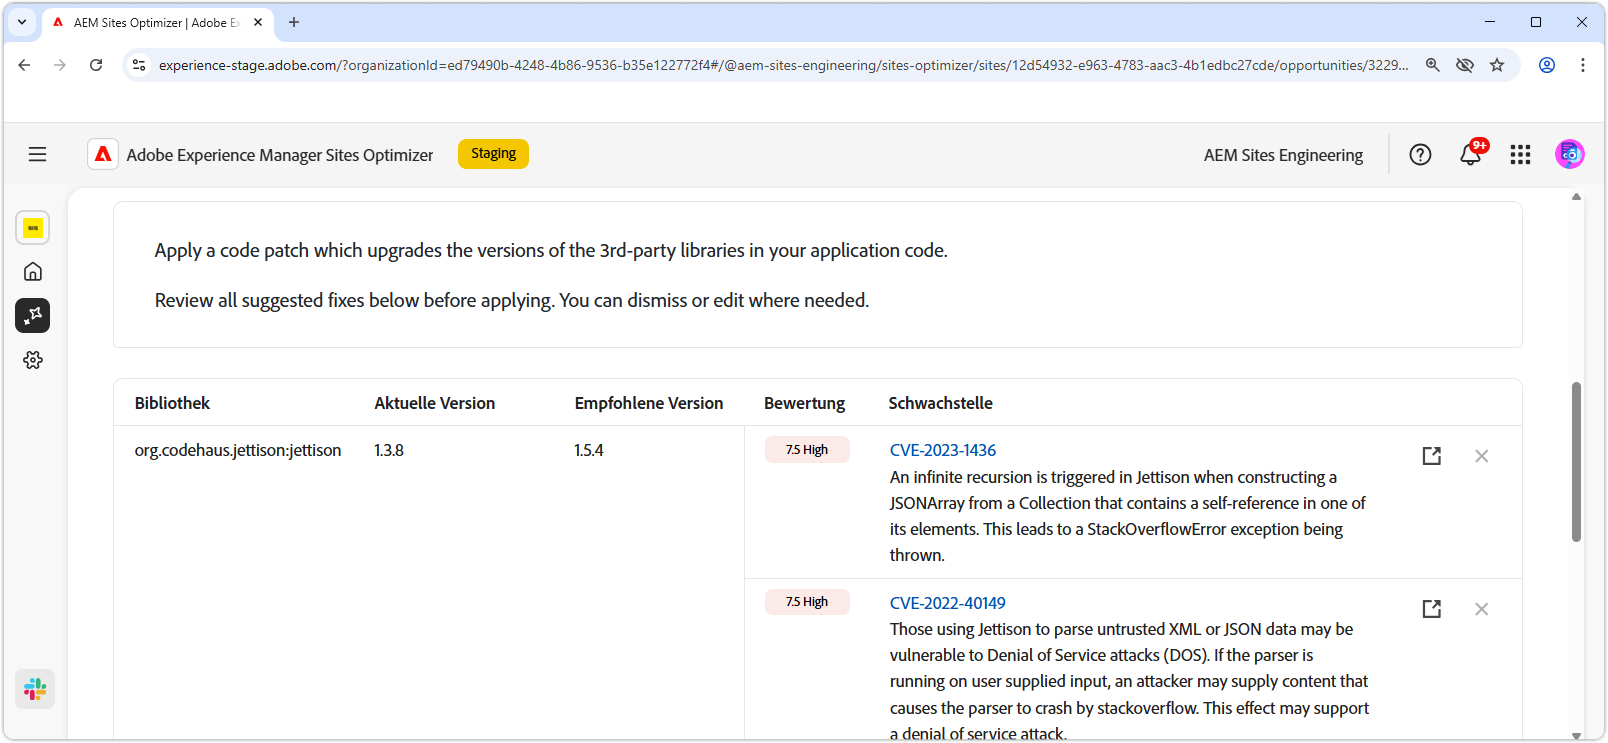 AEM Sites Optimizer | Adobe Ex
experience-stage.adobe.com/?organizationId=ed79490b-4248-4b86-9536-b35e122772f4#/@aem-sites-engineering/sites-optimizer/sites/12d54932-e963-4783-aac3-4b1edbc27cde/opportunities/3229...
Adobe Experience Manager Sites Optimizer
Staging
AEM Sites Engineering
9+
Apply a code patch which upgrades the versions of the 3rd-party libraries in your application code.
Review all suggested fixes below before applying. You can dismiss or edit where needed.
Bibliothek Aktuelle Version Empfohlene Version Bewertung Schwachstelle
org.codehaus.jettison:jettison 1.3.8 1.5.4 7.5 High CVE-2023-1436
An infinite recursion is triggered in Jettison when constructing a
JSONArray from a Collection that contains a self-reference in one of
its elements. This leads to a StackOverflowError exception being
thrown.
7.5 High CVE-2022-40149
Those using Jettison to parse untrusted XML or JSON data may be
vulnerable to Denial of Service attacks (DOS). If the parser is
running on user supplied input, an attacker may supply content that
causes the parser to crash by stackoverflow. This effect may support
a denial of service attack.